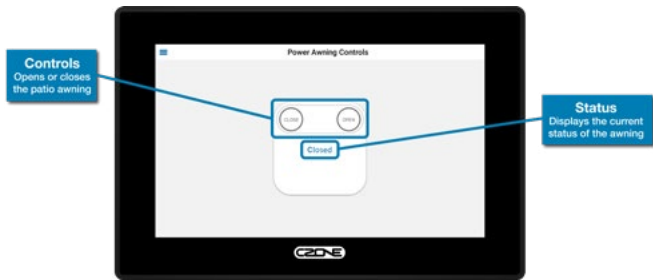 Power Awning Controls
Controls
Opens or closes
the patio awning
CLOSE
OPEN
Closed
Status
Displays the current
status of the awning
CZONE